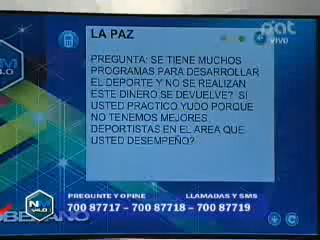 LA PAZ
pat
VIVO
PREGUNTA: SE TIENE MUCHOS
PROGRAMAS PARA DESARROLLAR
EL DEPORTE Y NO SE REALIZAN
ESTE DINERO SE DEVUELVE? SI
USTED PRACTICO YUDO PORQUE
NO TENEMOS MEJORES
DEPORTISTAS EN EL AREA QUE
USTED DESEMPEÑO?
PREGUNTE Y OPINE
LLAMADAS Y SMS
700 87717 - 700 87718 - 700 87719